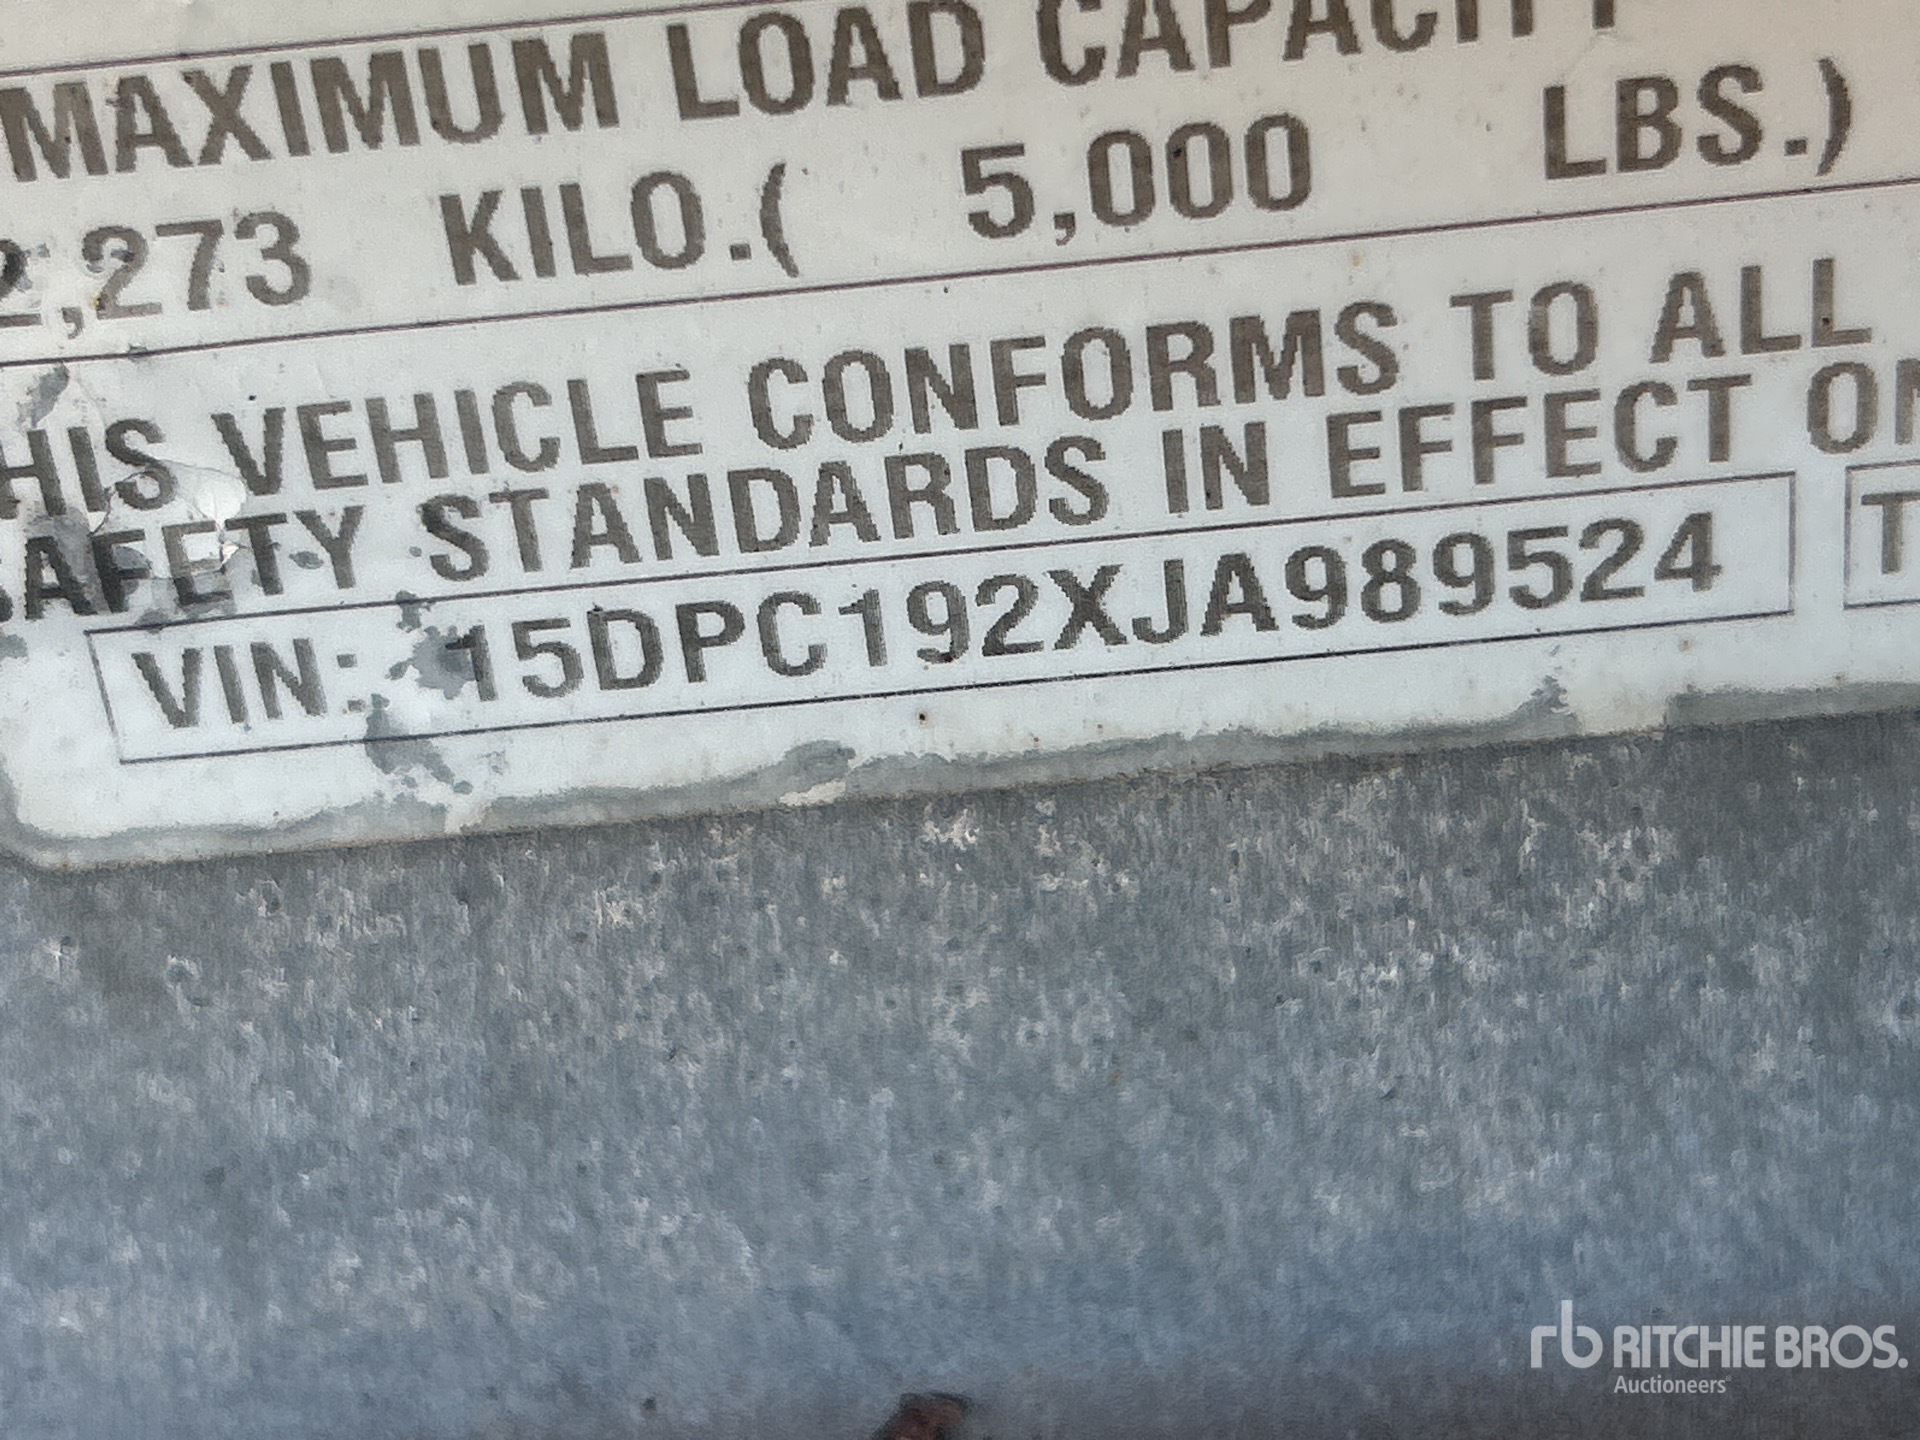 MAXIMUM LOAD CAPACITY
2,273 KILO.( 5,000 LBS.)
HIS VEHICLE CONFORMS TO ALL
SAFETY STANDARDS IN EFFECT ON
VIN: 15DPC192XJA989524 T
rb RITCHIE BROS.
Auctioneers